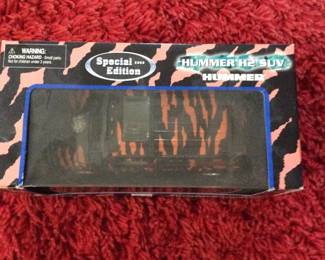 WARNING:
CHOKING HAZARD - Small parts.
Not for children under 3 years.
Special
Edition
HUMMER H2 SUV
HUMMER